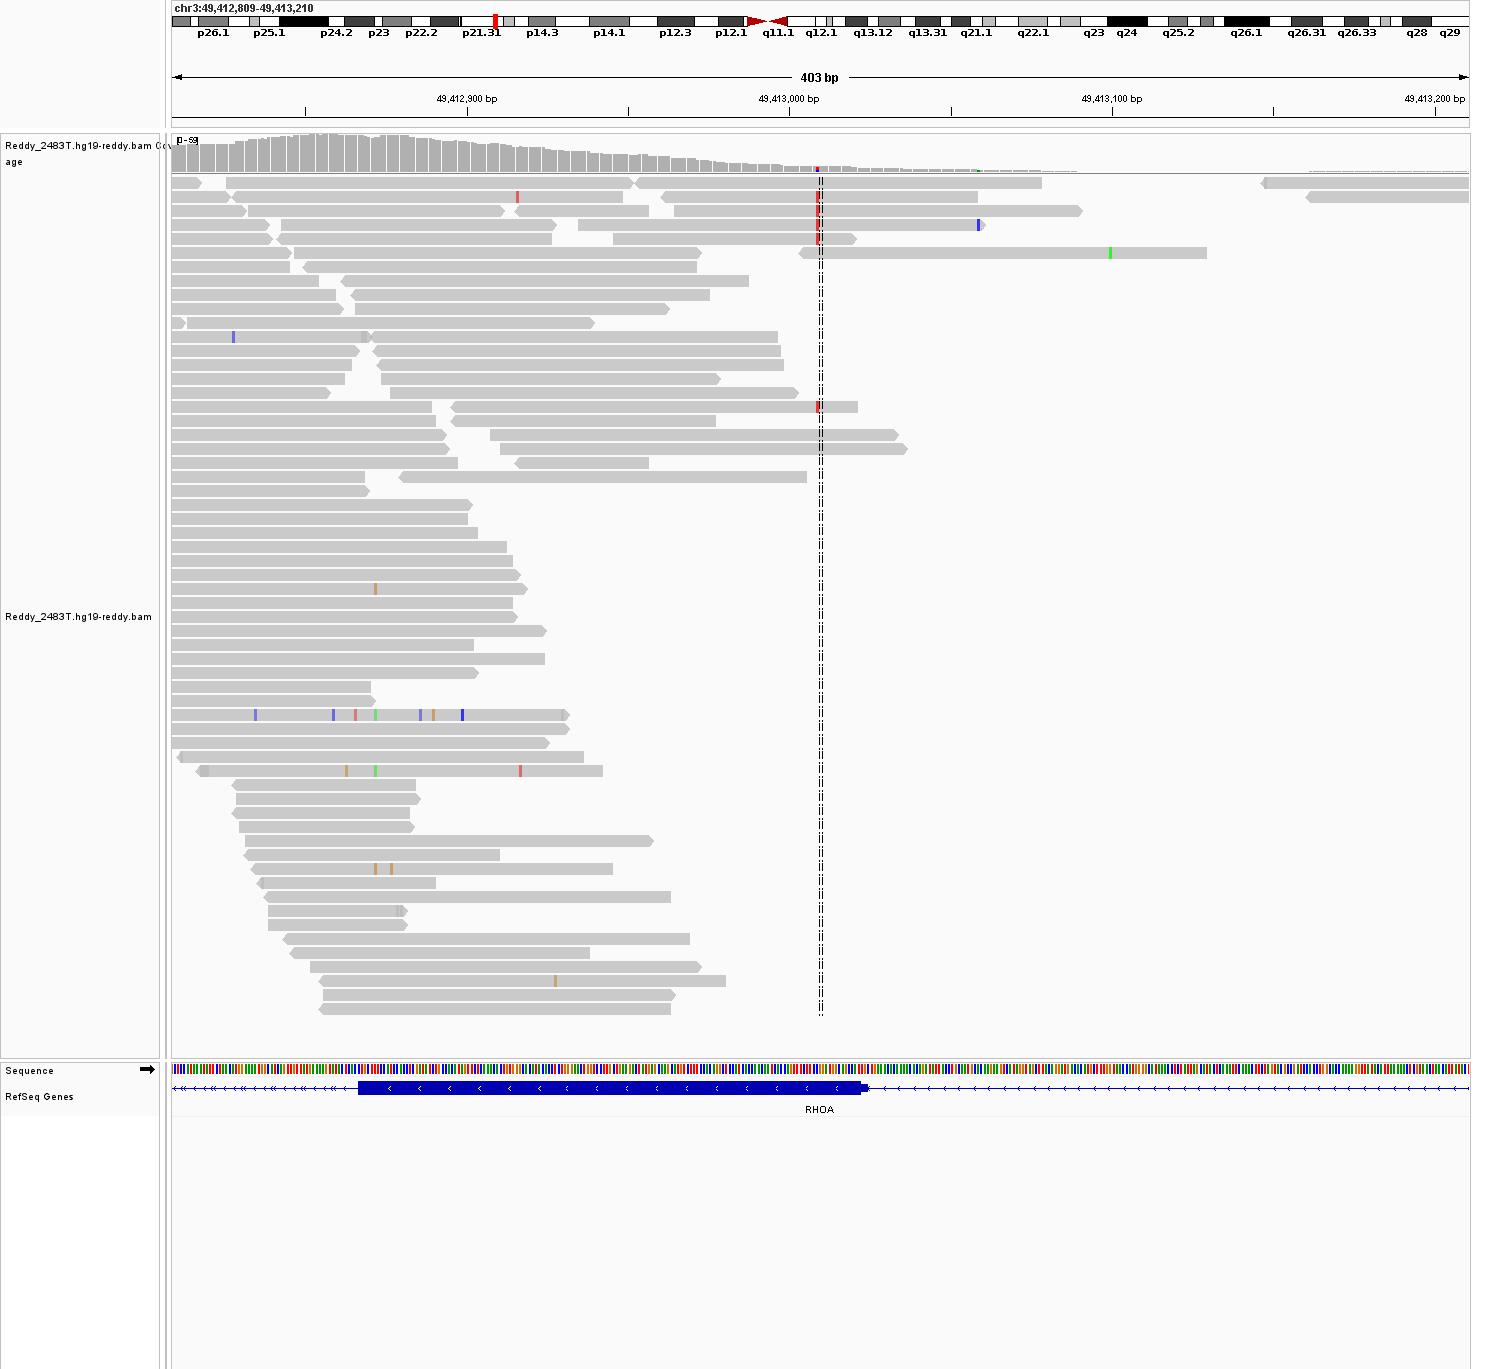 chr3:49,412,809-49,413,210
p26.1 p25.1 p24.2 p23 p22.2 p21.31 p14.3 p14.1 p12.3 p12.1 q11.1 q12.1 q13.12 q13.31 q21.1 q22.1 q23 q24 q25.2 q26.1 q26.31 q26.33 q28 q29
403 bp
49,412,900 bp 49,413,000 bp 49,413,100 bp 49,413,200 bp
Reddy_2483T.hg19-reddy.bam Cov
age
[0-59]
Reddy_2483T.hg19-reddy.bam
Sequence
RefSeq Genes
RHOA